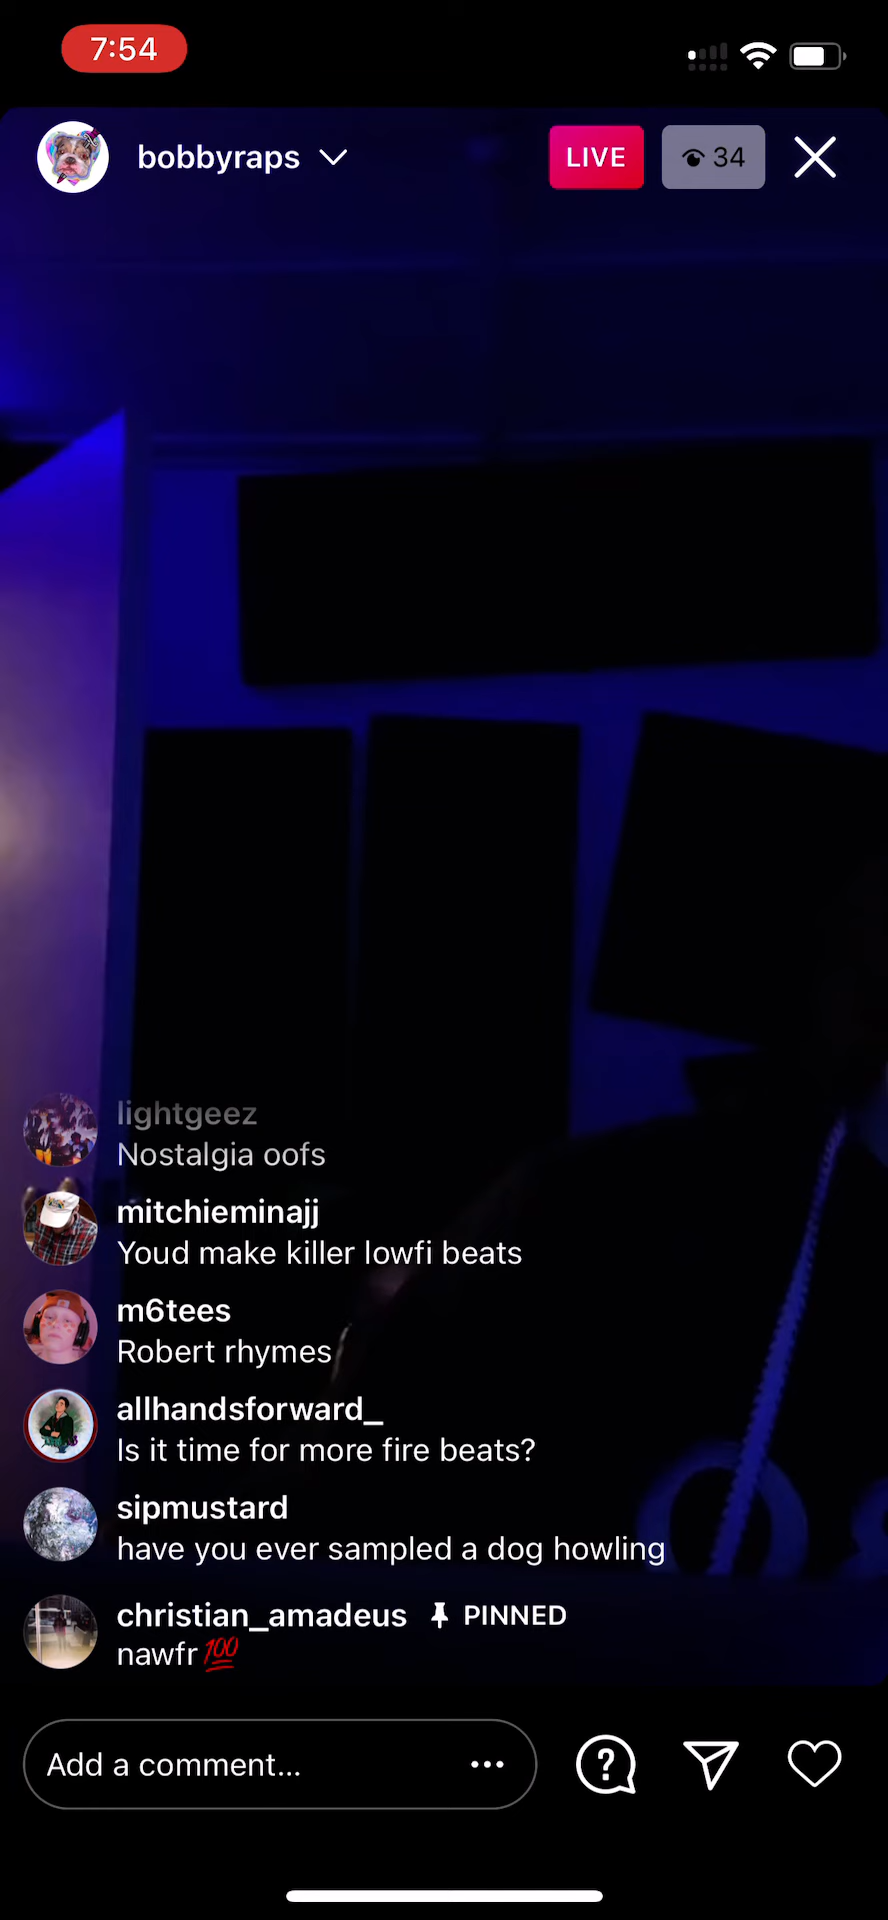 7:54
bobbyraps
LIVE
34
lightgeez
Nostalgia oofs
mitchieminajj
Youd make killer lowfi beats
m6tees
Robert rhymes
allhandsforward_
Is it time for more fire beats?
sipmustard
have you ever sampled a dog howling
christian_amadeus PINNED
nawfr💯
Add a comment...